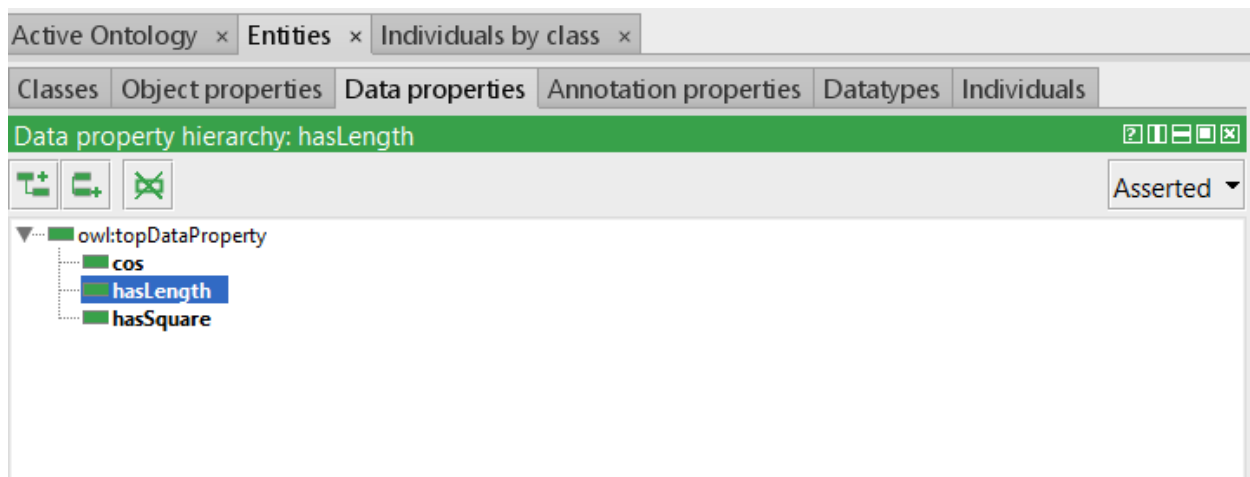 Active Ontology × Entities × Individuals by class ×
Classes Object properties Data properties Annotation properties Datatypes Individuals
Data property hierarchy: hasLength
Asserted
owl:topDataProperty
cos
hasLength
hasSquare